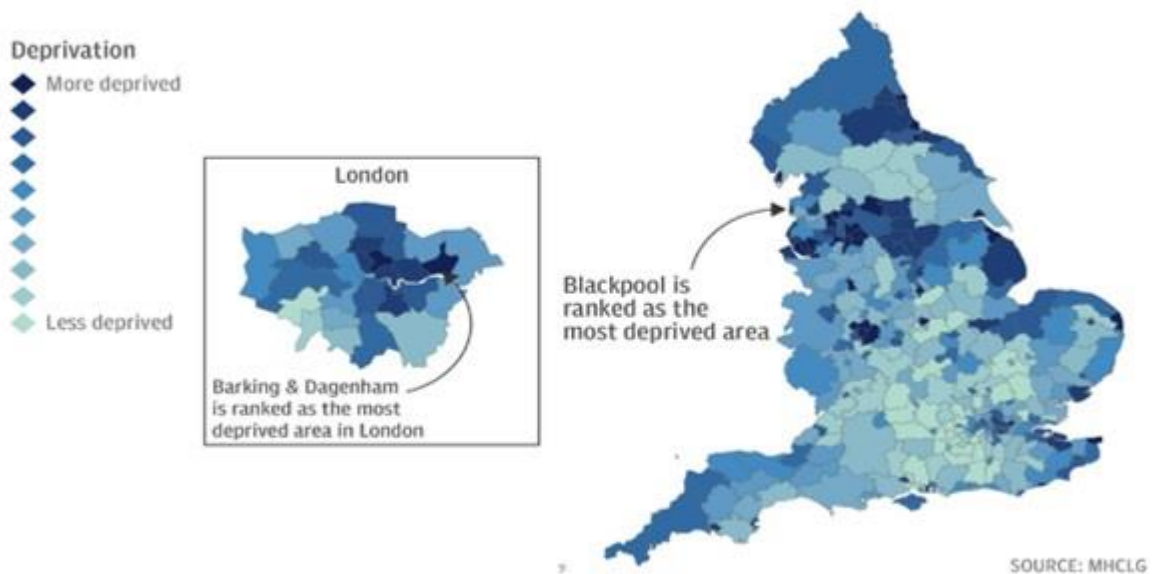 Deprivation
More deprived
Less deprived
London
Barking & Dagenham
is ranked as the most
deprived area in London
Blackpool is
ranked as the
most deprived area
SOURCE: MHCLG